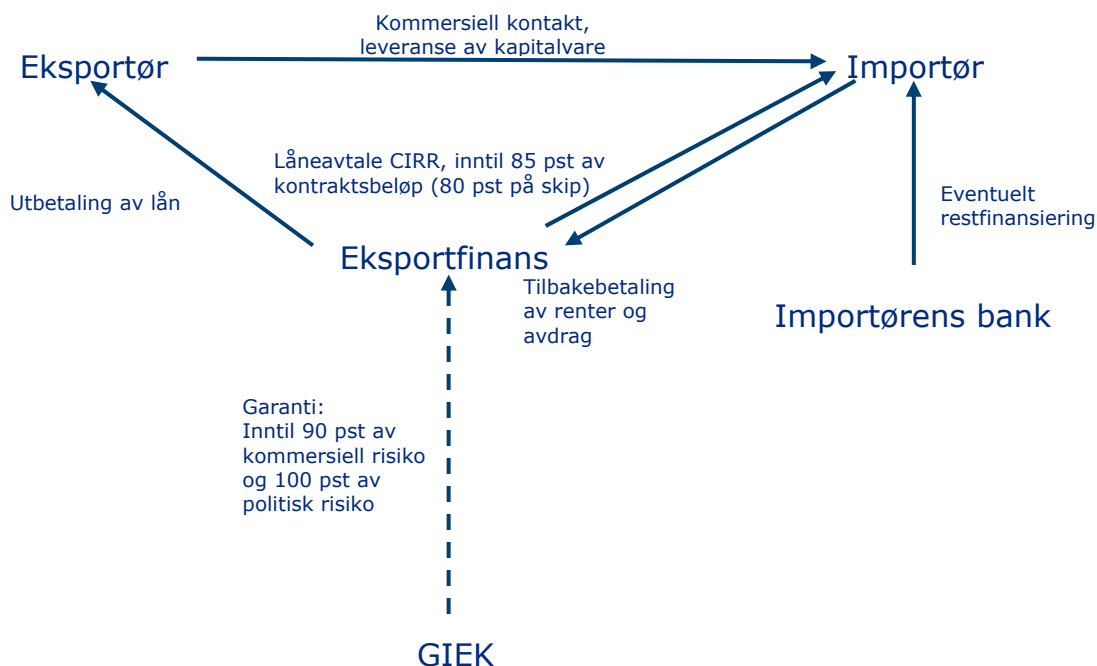 Kommersiell kontakt,
leveranse av kapitalvare
Eksportør
Importør
Låneavtale CIRR, inntil 85 pst av
kontraktsbeløp (80 pst på skip)
Utbetaling av lån
Eventuelt
restfinansiering
Eksportfinans
Tilbakebetaling
av renter og
avdrag
Importørens bank
Garanti:
Inntil 90 pst av
kommersiell risiko
og 100 pst av
politisk risiko
GIEK